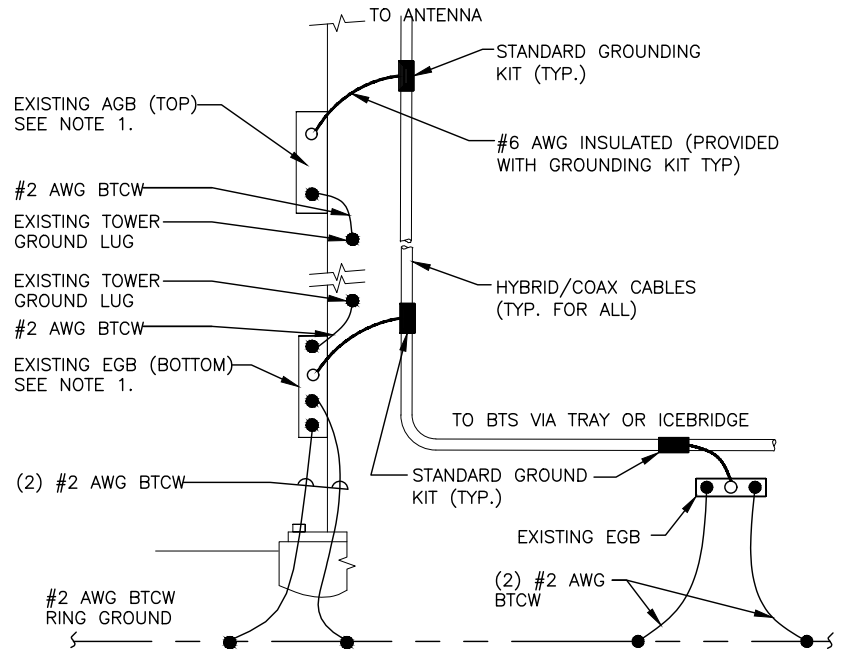 TO ANTENNA
STANDARD GROUNDING
KIT (TYP.)
EXISTING AGB (TOP)
SEE NOTE 1.
#6 AWG INSULATED (PROVIDED
WITH GROUNDING KIT TYP)
#2 AWG BTCW
EXISTING TOWER
GROUND LUG
EXISTING TOWER
GROUND LUG
HYBRID/COAX CABLES
(TYP. FOR ALL)
#2 AWG BTCW
EXISTING EGB (BOTTOM)
SEE NOTE 1.
TO BTS VIA TRAY OR ICEBRIDGE
(2) #2 AWG BTCW
STANDARD GROUND
KIT (TYP.)
EXISTING EGB
(2) #2 AWG
BTCW
#2 AWG BTCW
RING GROUND